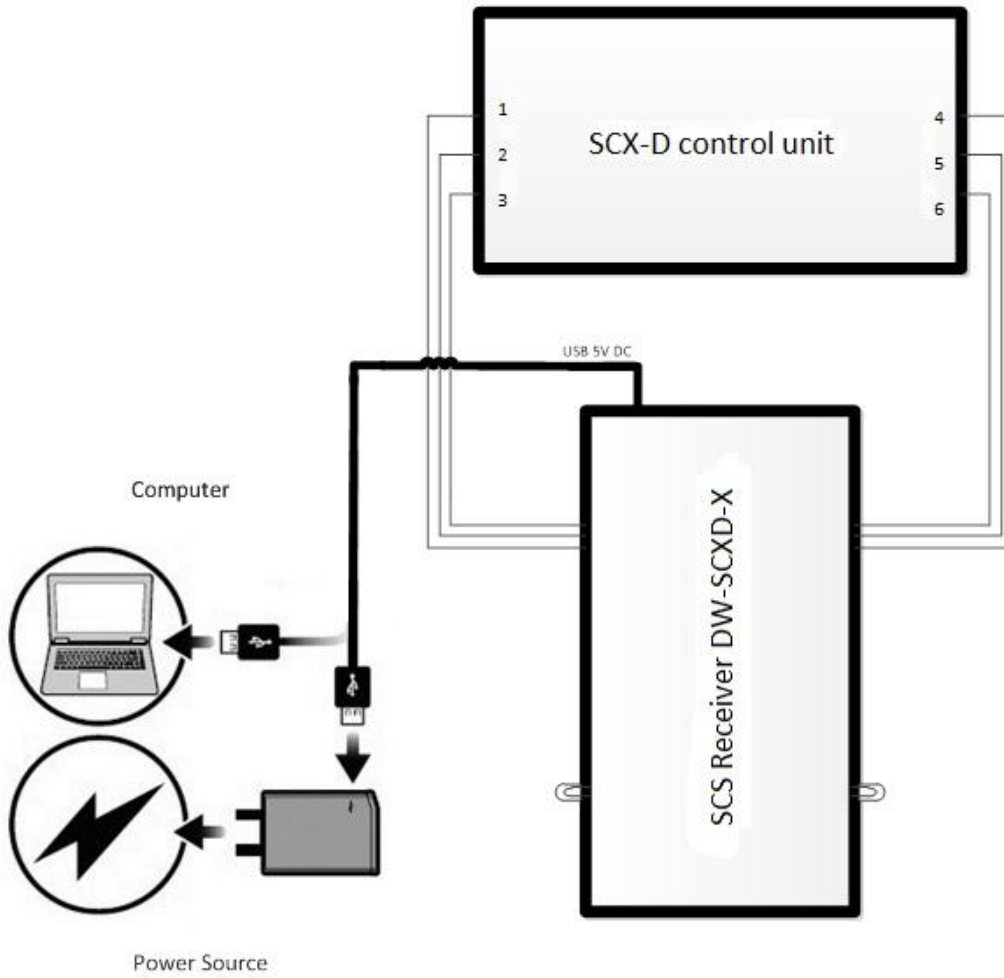 1
2
3
SCX-D control unit
4
5
6
USB 5V DC
Computer
SCS Receiver DW-SCXD-X
Power Source